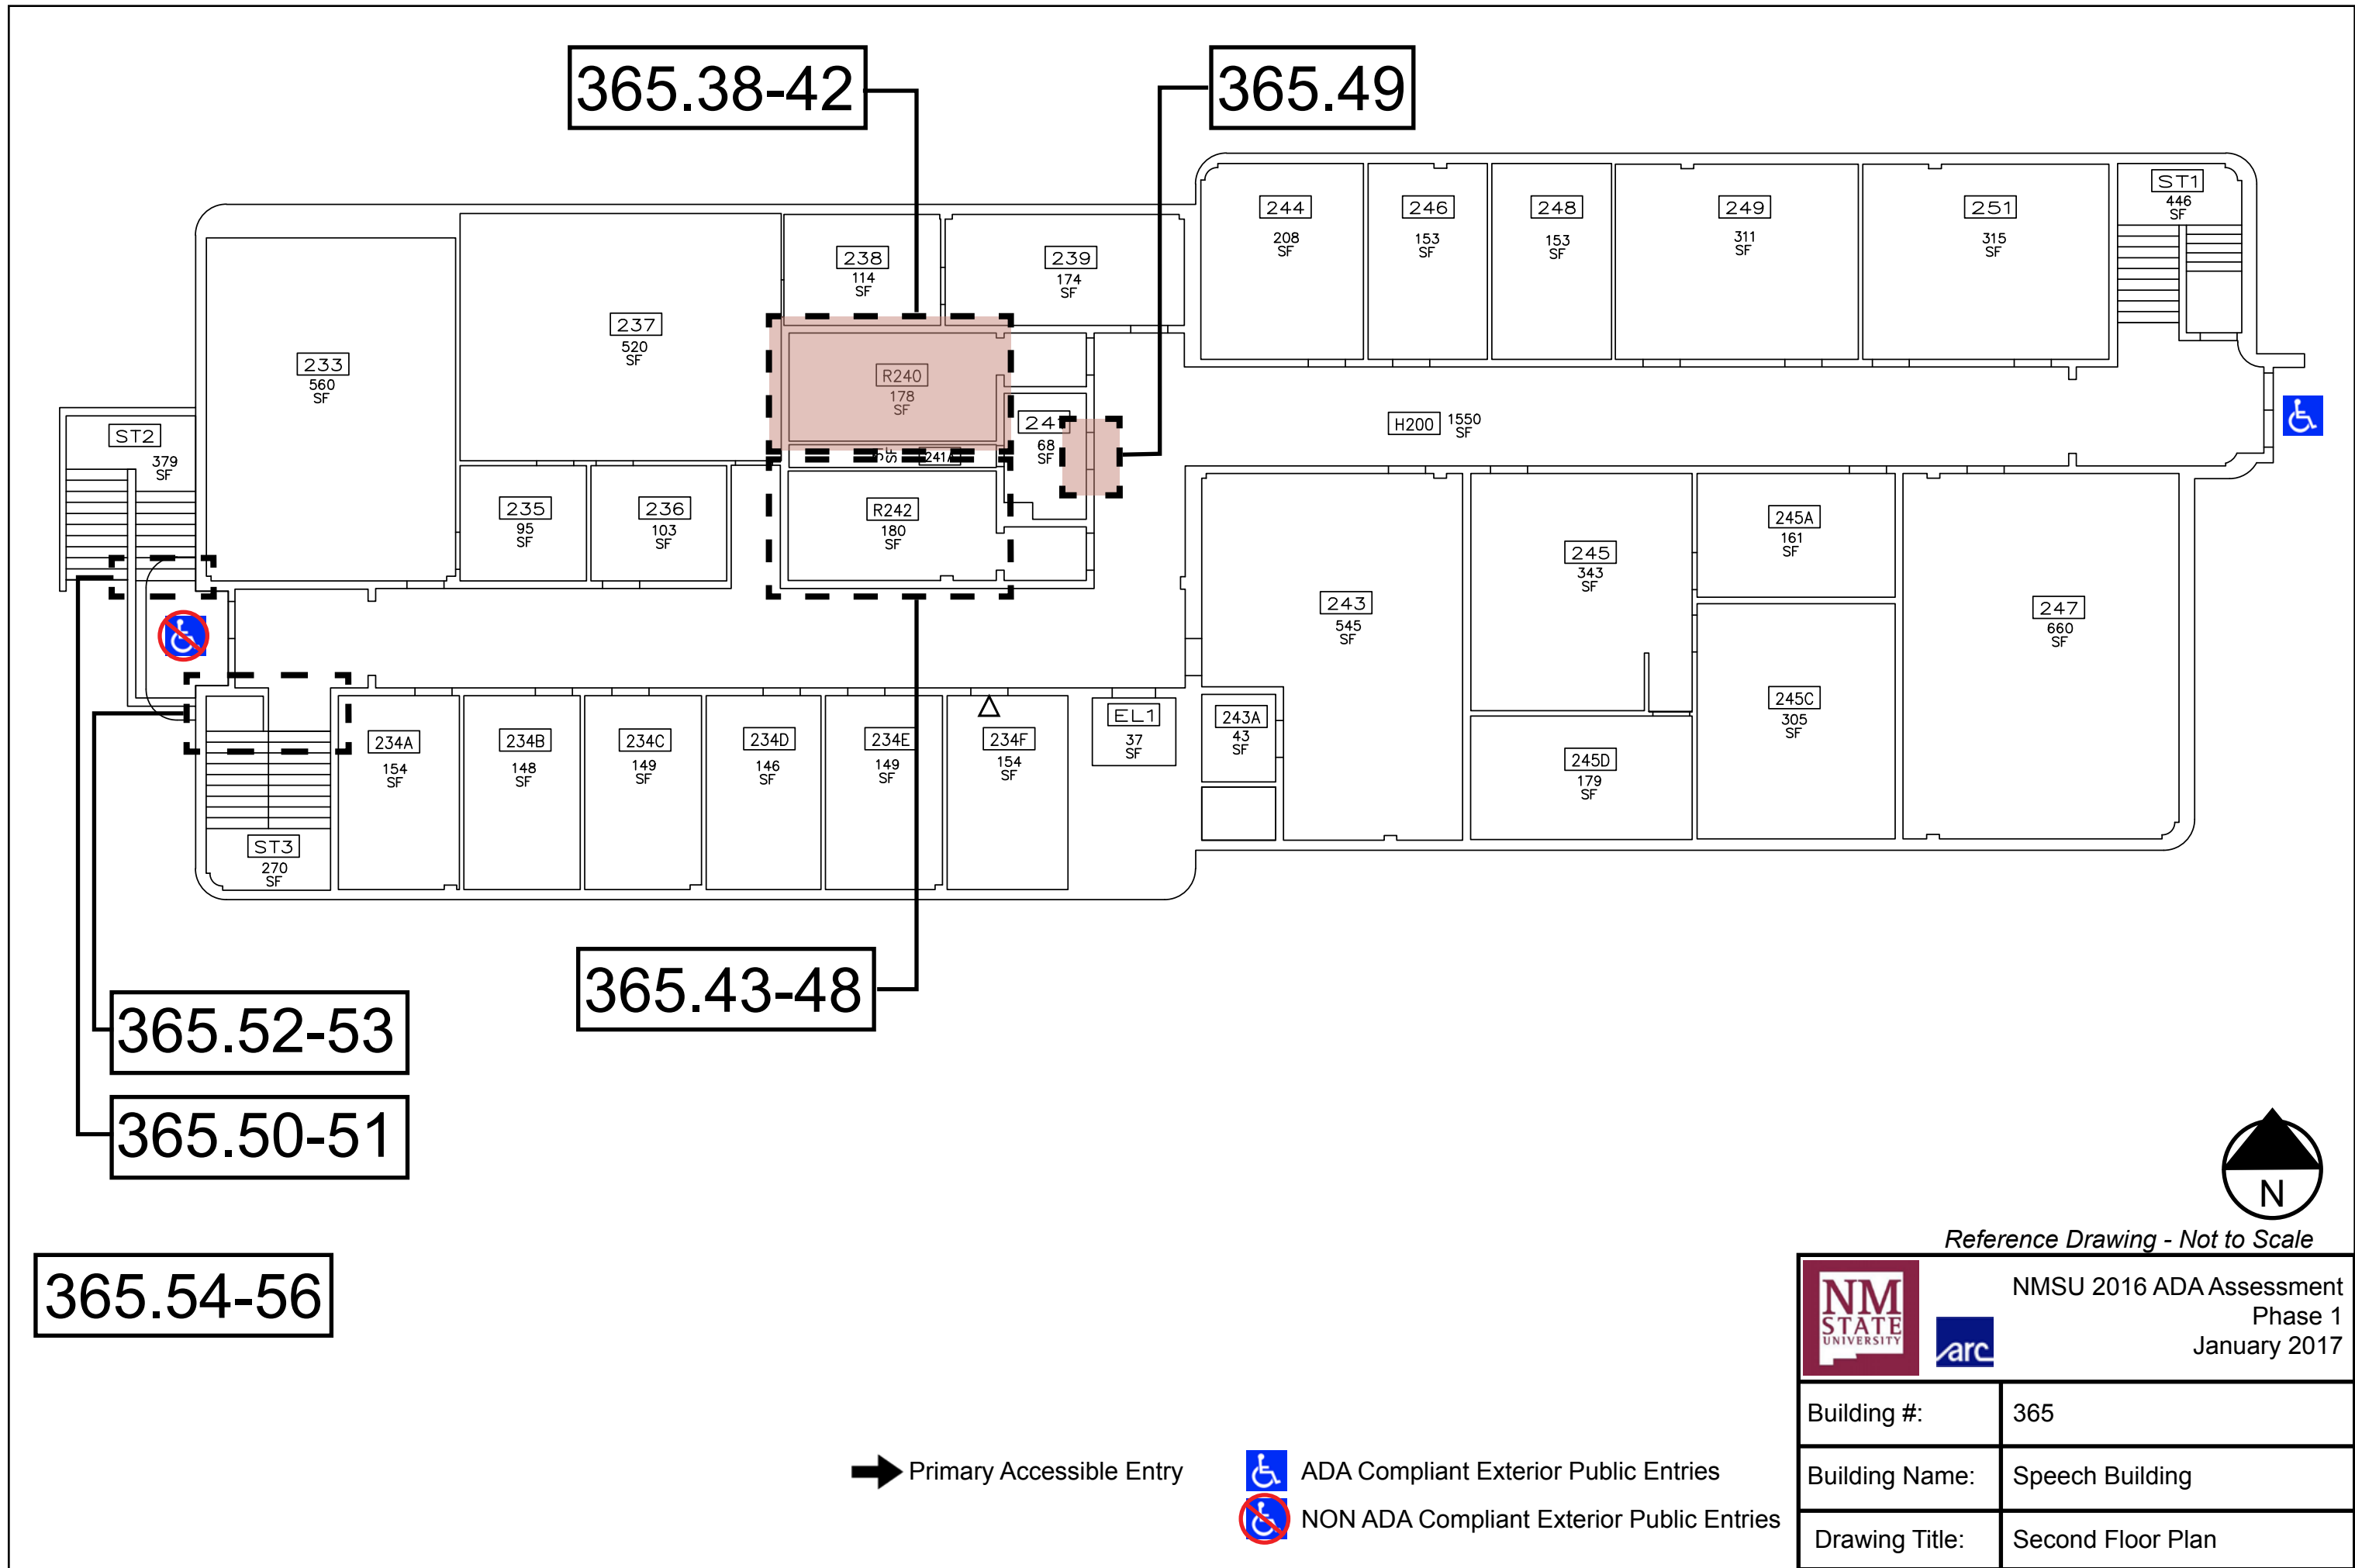 365.38-42
365.49
244
208
SF
246
153
SF
248
153
SF
249
311
SF
251
315
SF
ST1
446
SF
238
114
SF
239
174
SF
237
520
SF
233
560
SF
R240
178
SF
241
68
SF
H200 1550
SF
ST2
379
SF
SF
241A
235
95
SF
236
103
SF
R242
180
SF
245A
161
SF
245
343
SF
243
545
SF
247
660
SF
245C
305
SF
234A
154
SF
234B
148
SF
234C
149
SF
234D
146
SF
234E
149
SF
234F
154
SF
EL1
37
SF
243A
43
SF
245D
179
SF
ST3
270
SF
365.43-48
365.52-53
365.50-51
N
Reference Drawing - Not to Scale
365.54-56
NM
STATE
UNIVERSITY
arc
NMSU 2016 ADA Assessment
Phase 1
January 2017
Building #: 365
Building Name: Speech Building
Drawing Title: Second Floor Plan
Primary Accessible Entry
ADA Compliant Exterior Public Entries
NON ADA Compliant Exterior Public Entries